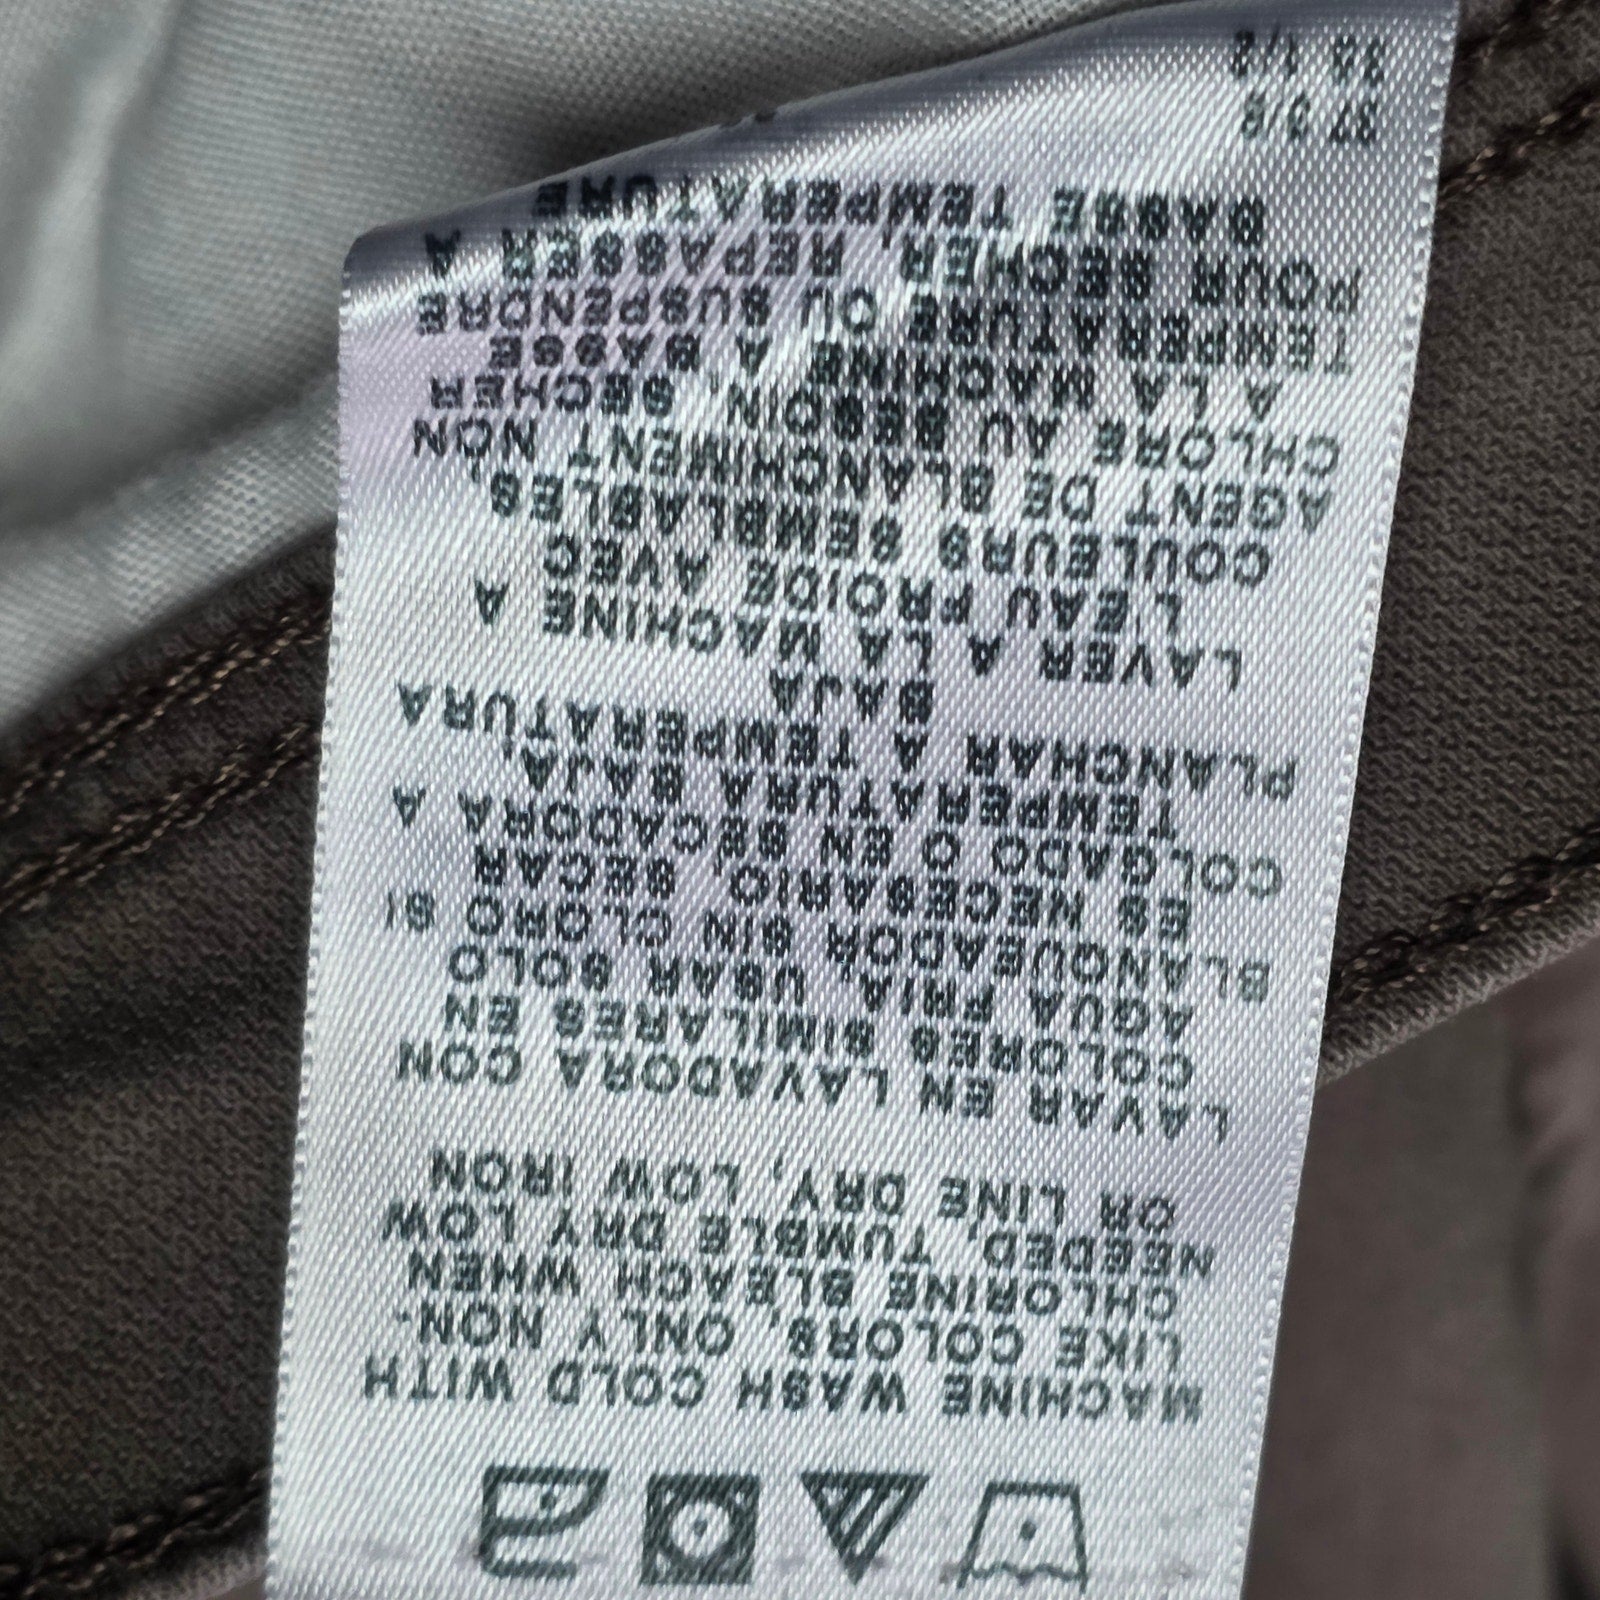 MACHINE WASH COLD WITH
LIKE COLORS, ONLY NON-
CHLORINE BLEACH WHEN
NEEDED, TUMBLE DRY LOW
OR LINE DRY, LOW IRON
LAVAR EN LAVADORA CON
COLORES SIMILARES EN
AGUA FRIA, USAR SOLO
BLANQUEADOR SIN CLORO SI
ES NECESARIO, SECAR
COLGADO O EN SECADORA A
TEMPERATURA BAJA,
PLANCHAR A TEMPERATURA
BAJA
LAVER A LA MACHINE A
L'EAU FROIDE AVEC
COULEURS SEMBLABLES,
AGENT DE BLANCHIMENT NON
CHLORE AU BESOIN, SECHER
A LA MACHINE A BASSE
TEMPERATURE OU SUSPENDRE
POUR SECHER, REPASSER A
BASSE TEMPERATURE